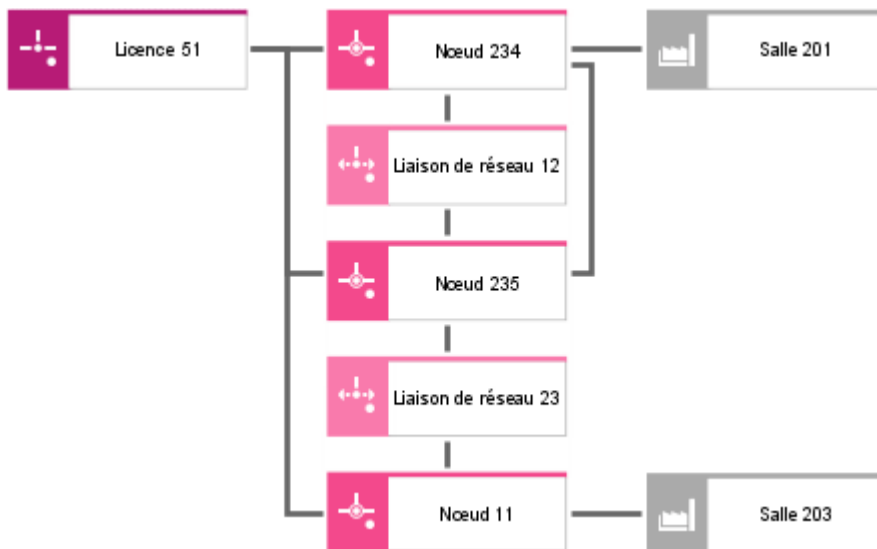 Licence 51
Nœud 234
Salle 201
Liaison de réseau 12
Nœud 235
Liaison de réseau 23
Nœud 11
Salle 203